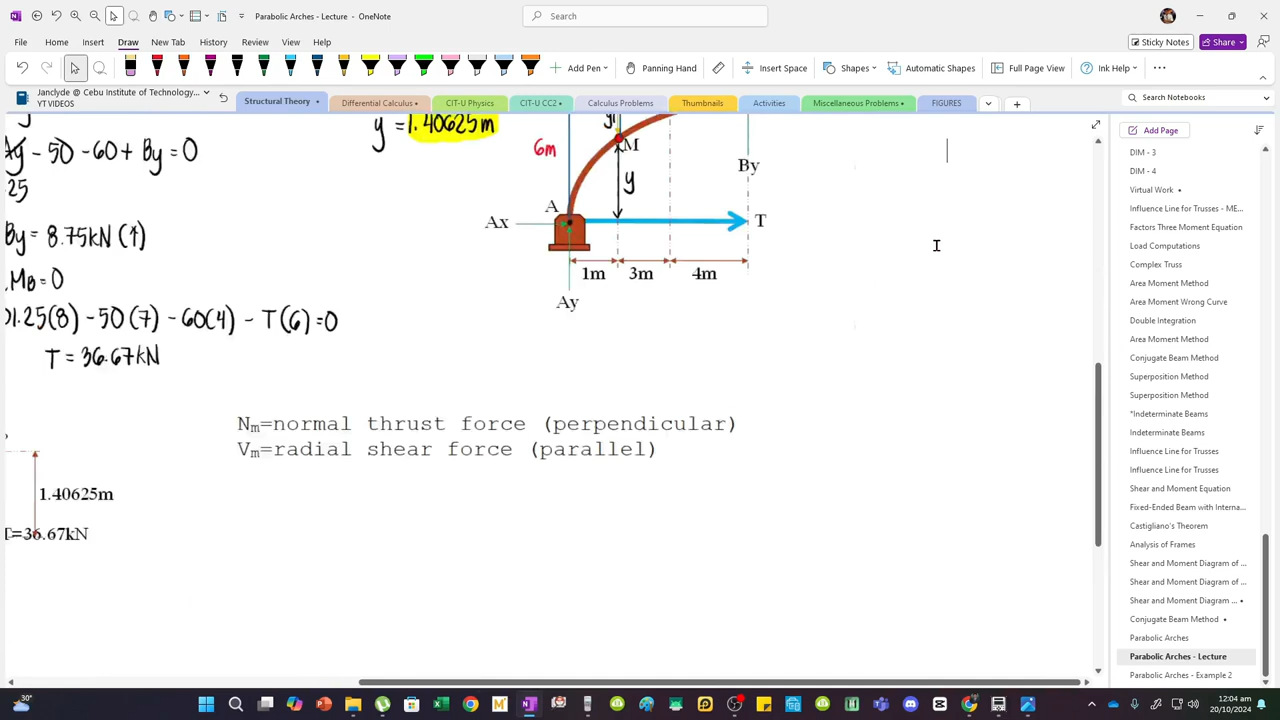 Parabolic Arches - Lecture - OneNote
Search
File Home Insert Draw New Tab History Review View Help
Sticky Notes
Share
Add Pen
Panning Hand
Insert Space
Shapes
Automatic Shapes
Full Page View
Ink Help
Janclyde @ Cebu Institute of Technology...
YT VIDEOS
Structural Theory
Differential Calculus
CIT-U Physics
CIT-U CC2
Calculus Problems
Thumbnails
Activities
Miscellaneous Problems
FIGURES
Search Notebooks
Add Page
y = 1.40625m
Ay - 50 - 60 + By = 0
25
By = 8.75kN (↑)
MB = 0
1.25(8) - 50(7) - 60(4) - T(6) = 0
T = 36.67kN
6m
y1
M
By
y
A
Ax
T
1m 3m 4m
Ay
Nm=normal thrust force (perpendicular)
Vm=radial shear force (parallel)
1.40625m
=36.67kN
DIM - 3
DIM - 4
Virtual Work
Influence Line for Trusses - ME...
Factors Three Moment Equation
Load Computations
Complex Truss
Area Moment Method
Area Moment Wrong Curve
Double Integration
Area Moment Method
Conjugate Beam Method
Superposition Method
Superposition Method
*Indeterminate Beams
Indeterminate Beams
Influence Line for Trusses
Influence Line for Trusses
Shear and Moment Equation
Fixed-Ended Beam with Interna...
Castigliano's Theorem
Analysis of Frames
Shear and Moment Diagram of ...
Shear and Moment Diagram of ...
Shear and Moment Diagram ...
Conjugate Beam Method
Parabolic Arches
Parabolic Arches - Lecture
Parabolic Arches - Example 2
30°
12:04 am
20/10/2024